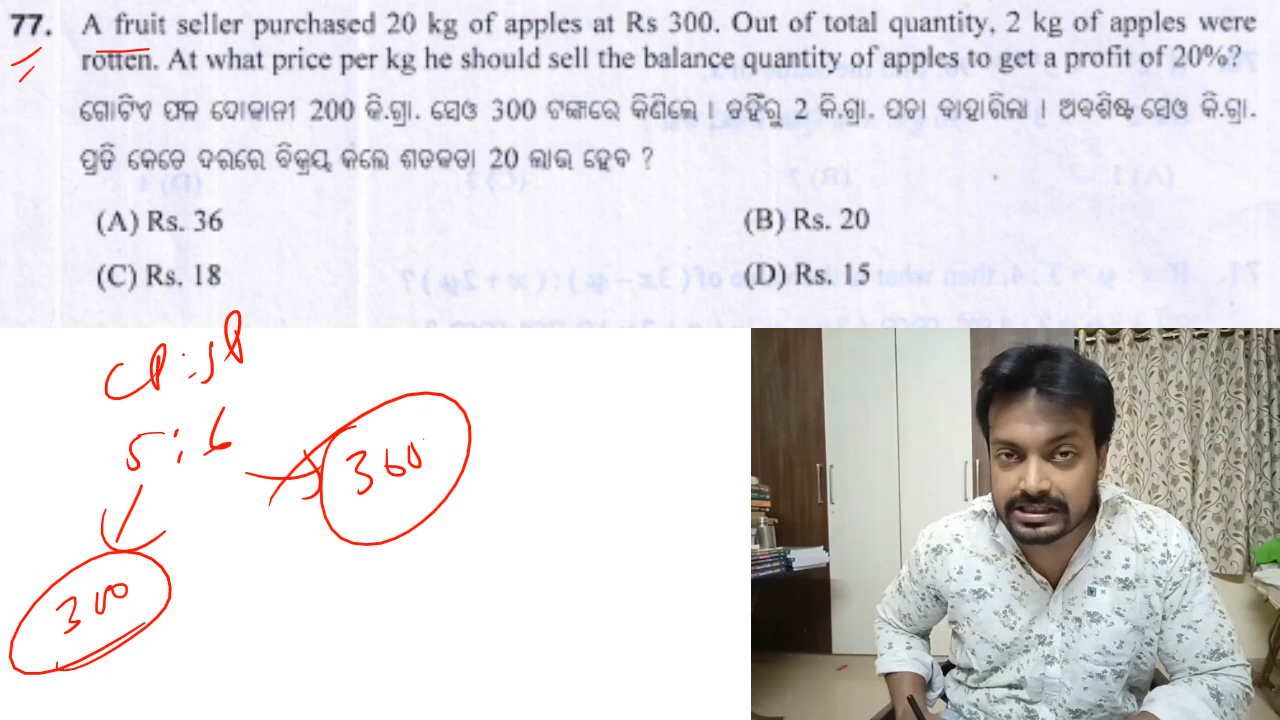 77. A fruit seller purchased 20 kg of apples at Rs 300. Out of total quantity, 2 kg of apples were
rotten. At what price per kg he should sell the balance quantity of apples to get a profit of 20%?
ଗୋଟିଏ ଫଳ ଦୋକାନୀ 200 କି.ଗ୍ରା. ସେଓ 300 ଟଙ୍କାରେ କିଣିଲେ । ତହିଁରୁ 2 କି.ଗ୍ରା. ପଚା ବାହାରିଲା । ଅବଶିଷ୍ଟ ସେଓ କି.ଗ୍ରା.
ପ୍ରତି କେତେ ଦରରେ ବିକ୍ରୟ କଲେ ଶତକଡା 20 ଲାଭ ହେବ ?
(A) Rs. 36 (B) Rs. 20
(C) Rs. 18 (D) Rs. 15
CP : SP
5 : 6
360
300